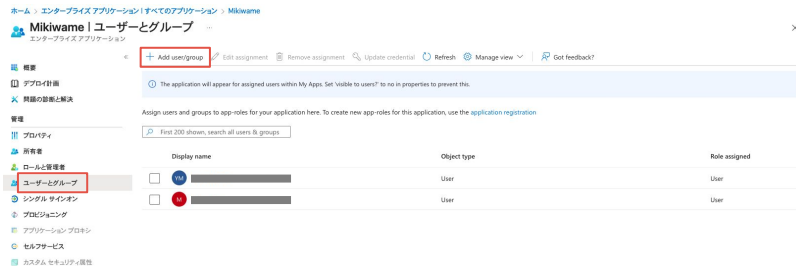 ホーム > エンタープライズ アプリケーション | すべてのアプリケーション > Mikiwame
Mikiwame | ユーザーとグループ ...
エンタープライズ アプリケーション
概要
デプロイ計画
問題の診断と解決
管理
プロパティ
所有者
ロールと管理者
ユーザーとグループ
シングル サインオン
プロビジョニング
アプリケーション プロキシ
セルフサービス
カスタム セキュリティ属性
Add user/group Edit assignment Remove assignment Update credential Refresh Manage view Got feedback?
The application will appear for assigned users within My Apps. Set 'visible to users?' to no in properties to prevent this.
Assign users and groups to app-roles for your application here. To create new app-roles for this application, use the application registration
First 200 shown, search all users & groups
Display name Object type Role assigned
YM User User
M User User